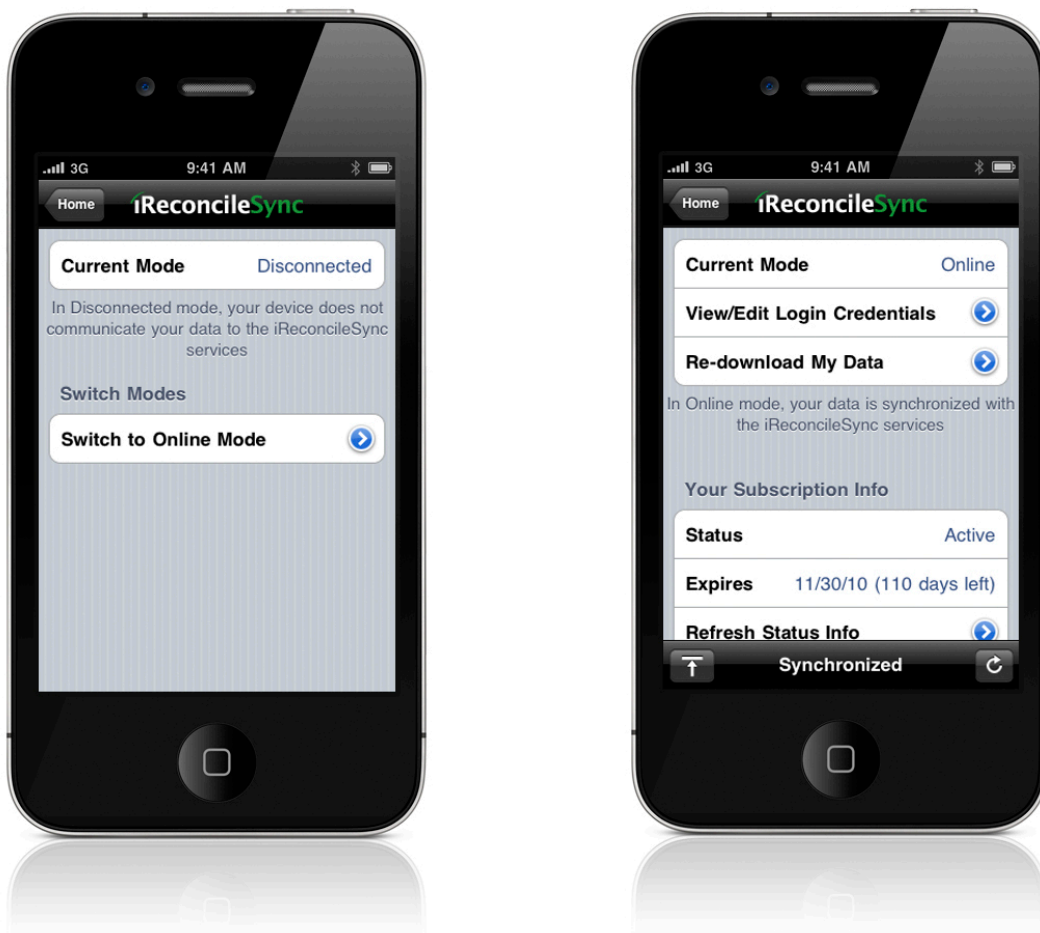 3G 9:41 AM
Home iReconcileSync
Current Mode Disconnected
In Disconnected mode, your device does not
communicate your data to the iReconcileSync
services
Switch Modes
Switch to Online Mode
3G 9:41 AM
Home iReconcileSync
Current Mode Online
View/Edit Login Credentials
Re-download My Data
In Online mode, your data is synchronized with
the iReconcileSync services
Your Subscription Info
Status Active
Expires 11/30/10 (110 days left)
Refresh Status Info
Synchronized